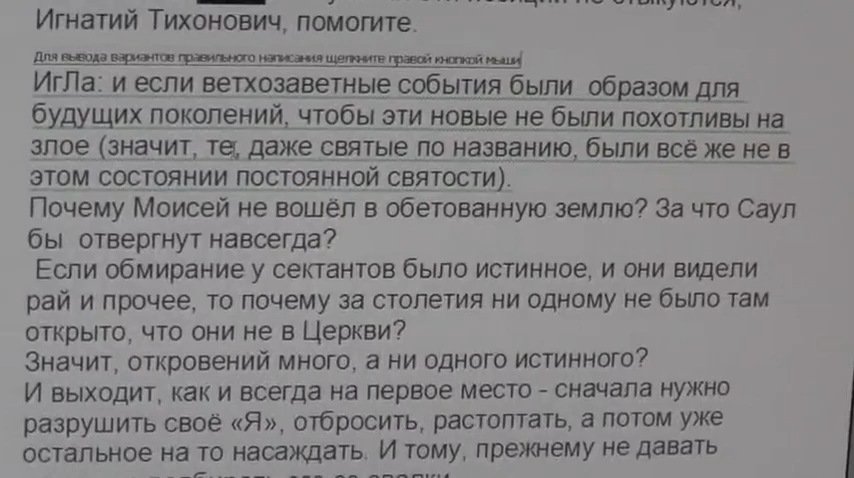 Игнатий Тихонович, помогите.
Для вывода вариантов правильного написания щелкните правой кнопкой мыши
ИгЛа: и если ветхозаветные события были образом для
будущих поколений, чтобы эти новые не были похотливы на
злое (значит, те, даже святые по названию, были всё же не в
этом состоянии постоянной святости).
Почему Моисей не вошёл в обетованную землю? За что Саул
бы отвергнут навсегда?
Если обмирание у сектантов было истинное, и они видели
рай и прочее, то почему за столетия ни одному не было там
открыто, что они не в Церкви?
Значит, откровений много, а ни одного истинного?
И выходит, как и всегда на первое место - сначала нужно
разрушить своё «Я», отбросить, растоптать, а потом уже
остальное на то насаждать. И тому, прежнему не давать